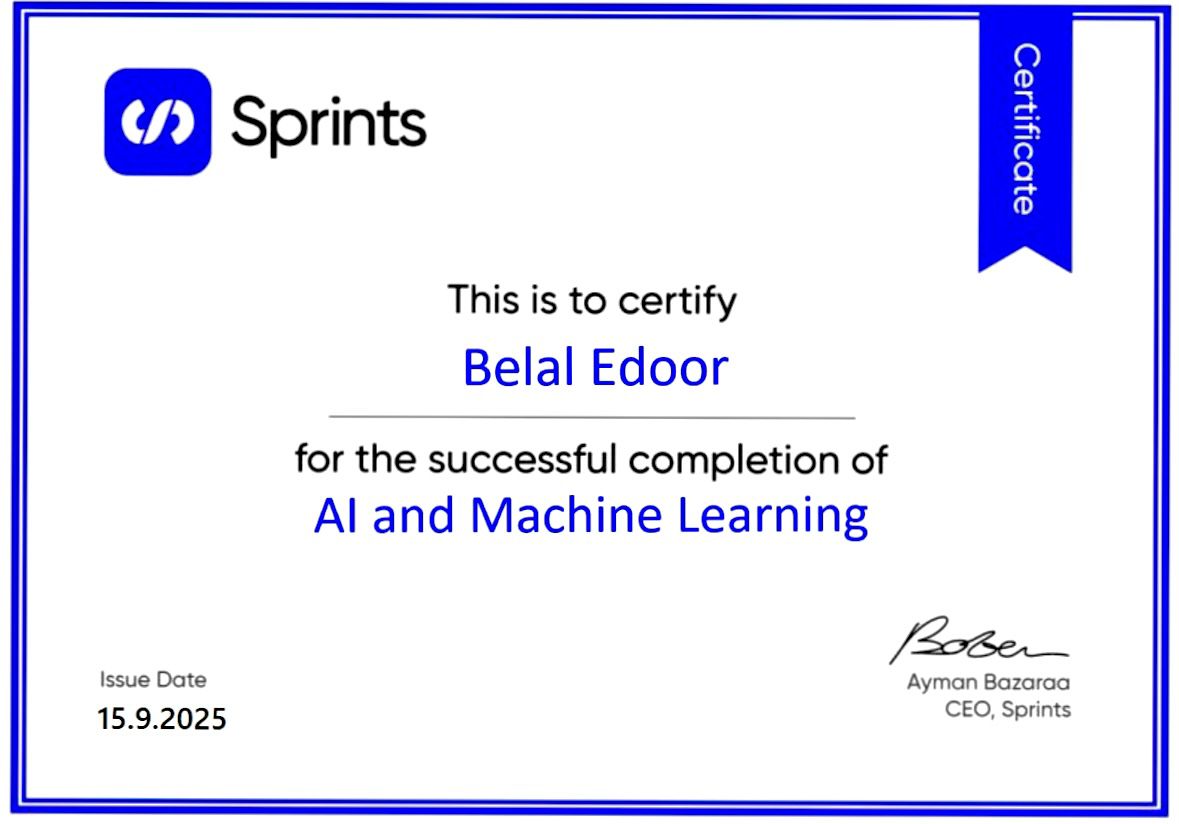 Sprints
Certificate
This is to certify
Belal Edoor
for the successful completion of
AI and Machine Learning
Issue Date
15.9.2025
Ayman Bazaraa
CEO, Sprints